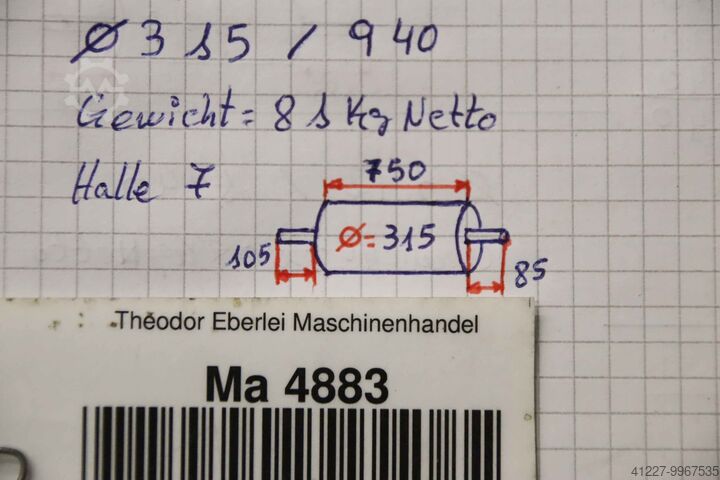 Ø 315 / 940
Gewicht = 81 Kg Netto
Halle 7
750
Ø= 315
105
85
Theodor Eberlei Maschinenhandel
Ma 4883
41227-9967535